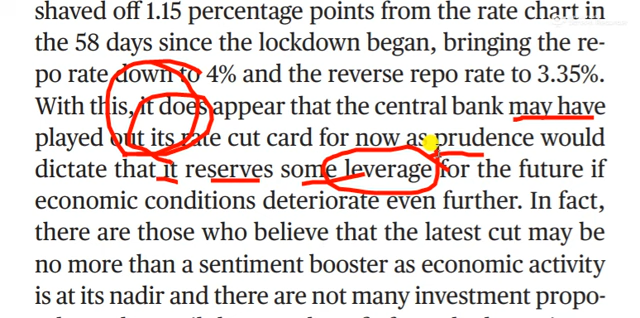 shaved off 1.15 percentage points from the rate chart in
the 58 days since the lockdown began, bringing the re-
po rate down to 4% and the reverse repo rate to 3.35%.
With this, it does appear that the central bank may have
played out its rate cut card for now as prudence would
dictate that it reserves some leverage for the future if
economic conditions deteriorate even further. In fact,
there are those who believe that the latest cut may be
no more than a sentiment booster as economic activity
is at its nadir and there are not many investment propo-